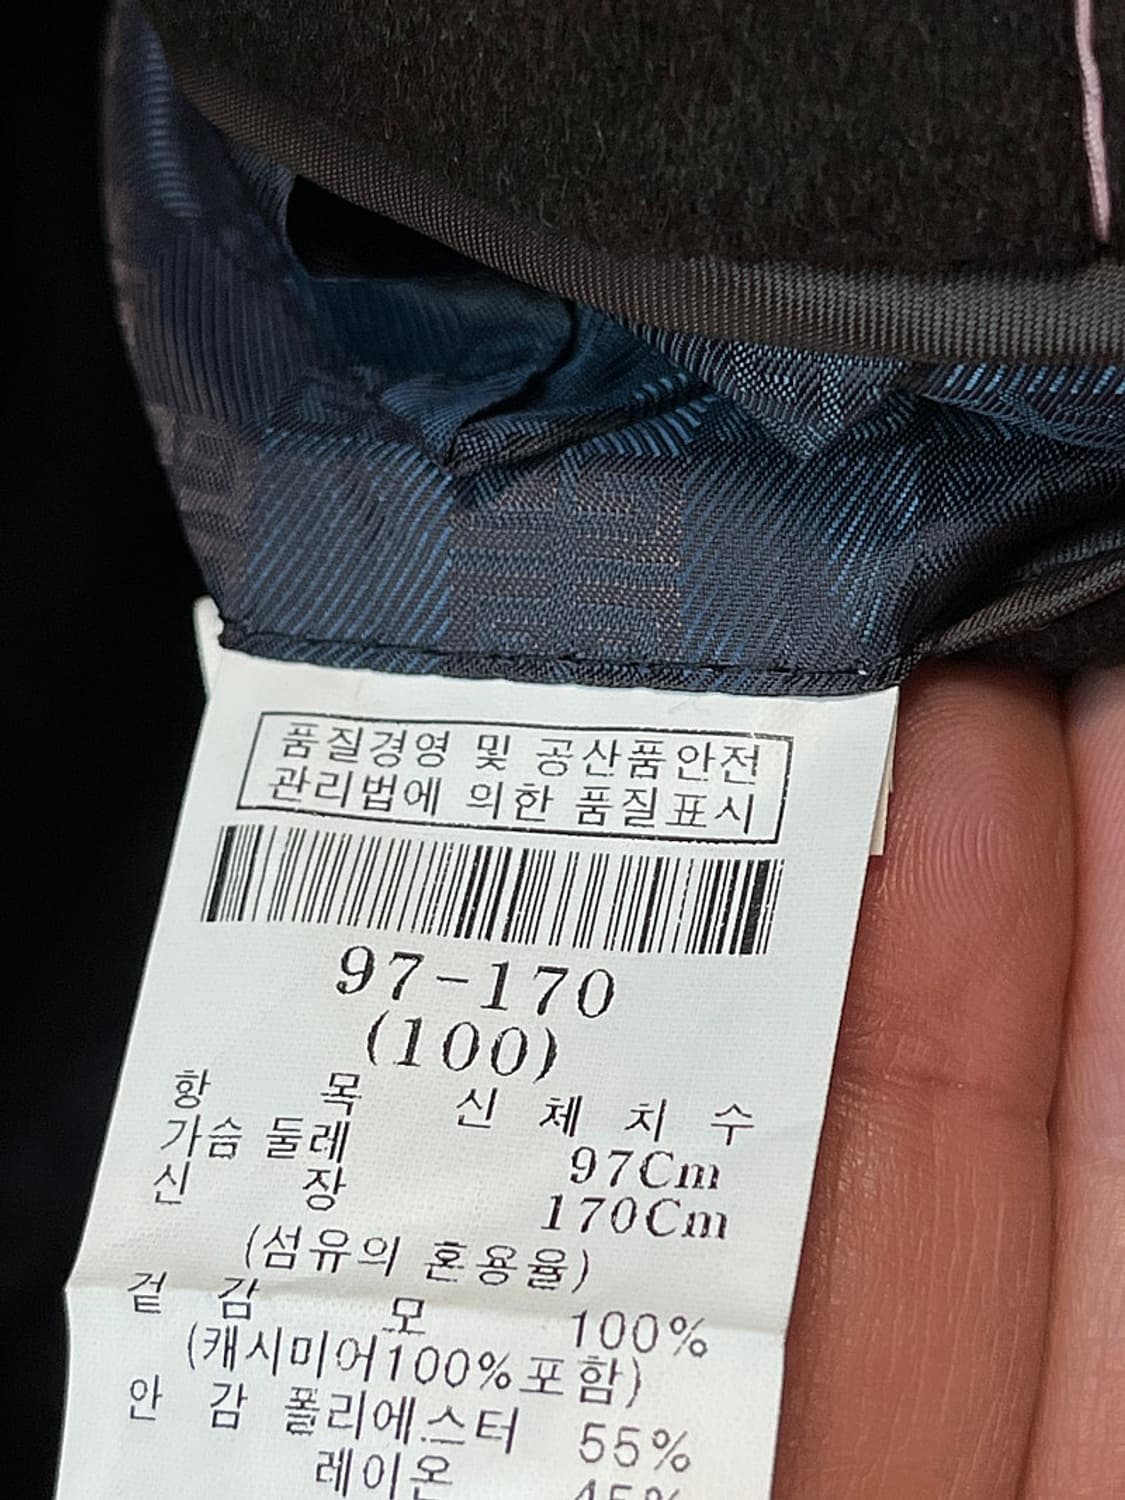 품질경영 및 공산품안전
관리법에 의한 품질표시
97-170
(100)
항 목 신 체 치 수
가슴 둘레 97Cm
신 장 170Cm
(섬유의 혼용율)
겉 감 모 100%
(캐시미어100%포함)
안 감 폴리에스터 55%
레이온 45%